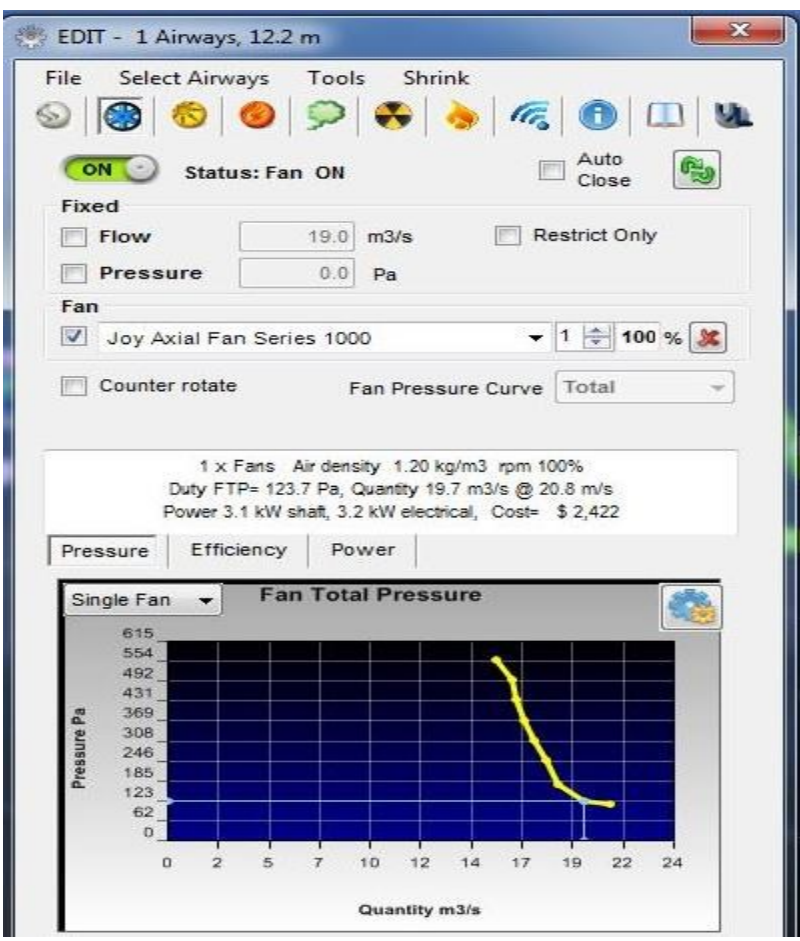 EDIT - 1 Airways, 12.2 m
File Select Airways Tools Shrink
ON Status: Fan ON Auto Close
Fixed
Flow 19.0 m3/s Restrict Only
Pressure 0.0 Pa
Fan
Joy Axial Fan Series 1000 1 100 %
Counter rotate Fan Pressure Curve Total
1 x Fans Air density 1.20 kg/m3 rpm 100%
Duty FTP= 123.7 Pa, Quantity 19.7 m3/s @ 20.8 m/s
Power 3.1 kW shaft, 3.2 kW electrical, Cost= $ 2,422
Pressure Efficiency Power
Single Fan Fan Total Pressure
615
554
492
431
369
308
246
185
123
62
0
Pressure Pa
0 2 5 7 10 12 14 17 19 22 24
Quantity m3/s